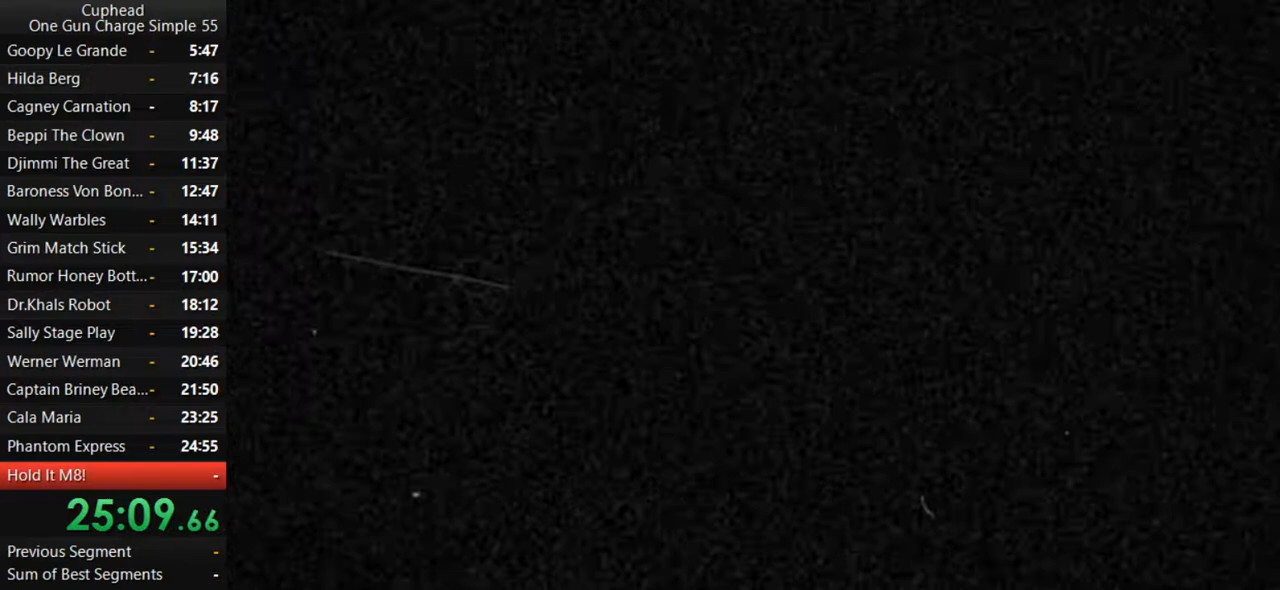 Cuphead
One Gun Charge Simple 55
Goopy Le Grande - 5:47
Hilda Berg - 7:16
Cagney Carnation - 8:17
Beppi The Clown - 9:48
Djimmi The Great - 11:37
Baroness Von Bon... - 12:47
Wally Warbles - 14:11
Grim Match Stick - 15:34
Rumor Honey Bott... - 17:00
Dr.Khals Robot - 18:12
Sally Stage Play - 19:28
Werner Werman - 20:46
Captain Briney Bea... - 21:50
Cala Maria - 23:25
Phantom Express - 24:55
Hold It M8! -
25:09.66
Previous Segment -
Sum of Best Segments -